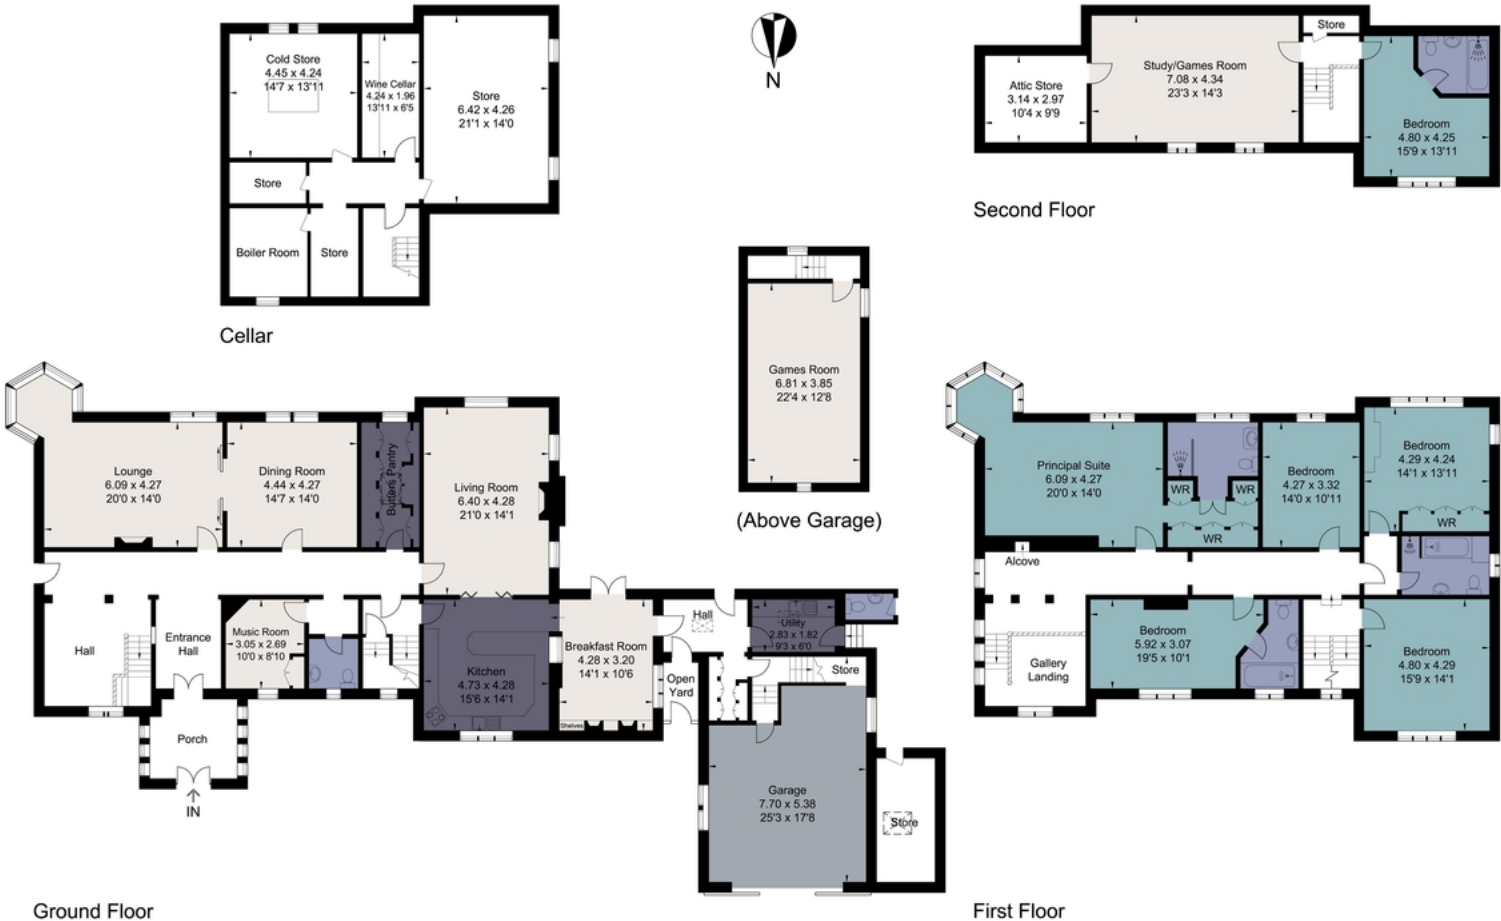 Cold Store
4.45 x 4.24
14'7 x 13'11
Wine Cellar
4.24 x 1.96
13'11 x 6'5
Store
6.42 x 4.26
21'1 x 14'0
Store
Boiler Room
Store
Cellar
N
Store
Study/Games Room
7.08 x 4.34
23'3 x 14'3
Attic Store
3.14 x 2.97
10'4 x 9'9
Bedroom
4.80 x 4.25
15'9 x 13'11
Second Floor
Games Room
6.81 x 3.85
22'4 x 12'8
(Above Garage)
Lounge
6.09 x 4.27
20'0 x 14'0
Dining Room
4.44 x 4.27
14'7 x 14'0
Butlers Pantry
Living Room
6.40 x 4.28
21'0 x 14'1
Hall
Entrance
Hall
Music Room
3.05 x 2.69
10'0 x 8'10
Kitchen
4.73 x 4.28
15'6 x 14'1
Breakfast Room
4.28 x 3.20
14'1 x 10'6
Shelves
Hall
Utility
2.83 x 1.82
9'3 x 6'0
Open
Yard
Store
Porch
IN
Garage
7.70 x 5.38
25'3 x 17'8
Store
Ground Floor
Principal Suite
6.09 x 4.27
20'0 x 14'0
WR
WR
WR
Bedroom
4.27 x 3.32
14'0 x 10'11
Bedroom
4.29 x 4.24
14'1 x 13'11
WR
Alcove
Bedroom
5.92 x 3.07
19'5 x 10'1
Gallery
Landing
Bedroom
4.80 x 4.29
15'9 x 14'1
First Floor